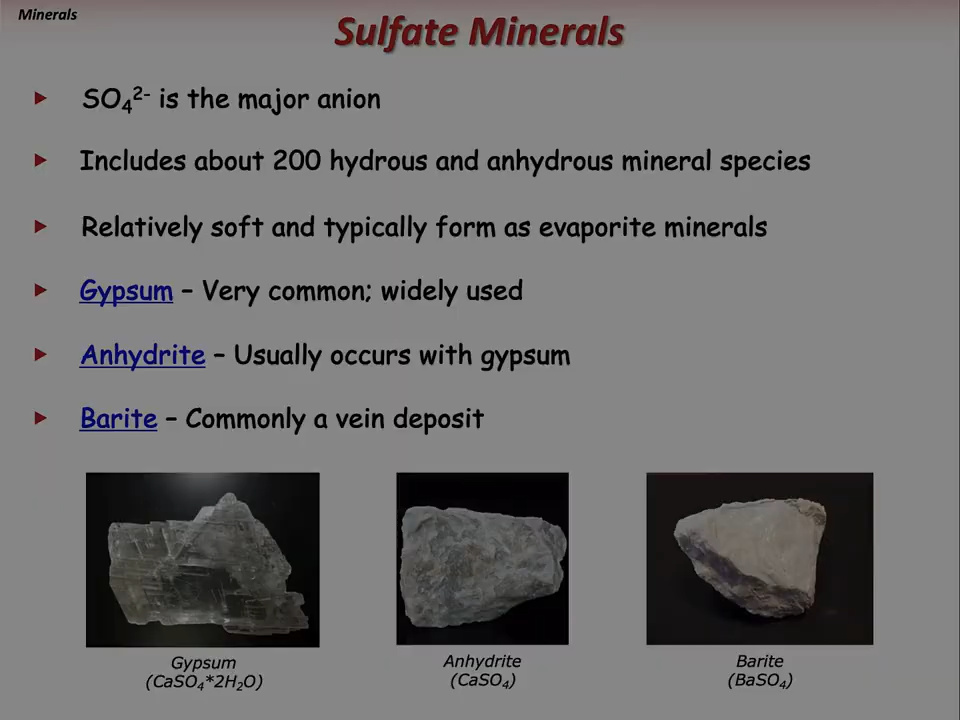 Minerals
Sulfate Minerals
► SO₄²⁻ is the major anion
► Includes about 200 hydrous and anhydrous mineral species
► Relatively soft and typically form as evaporite minerals
► Gypsum – Very common; widely used
► Anhydrite – Usually occurs with gypsum
► Barite – Commonly a vein deposit
Gypsum
(CaSO₄*2H₂O)
Anhydrite
(CaSO₄)
Barite
(BaSO₄)